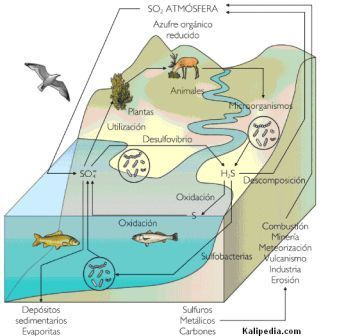 SO₂ ATMÓSFERA
Azufre orgánico
reducido
Animales
Plantas
Microorganismos
Utilización
Desulfovibrio
SO₄⁼
H₂S
Descomposición
Oxidación
S
Oxidación
Sulfobacterias
Combustión
Minería
Meteorización
Vulcanismo
Industria
Erosión
Depósitos
sedimentarios
Evaporitas
Sulfuros
Metálicos
Carbones
Kalipedia.com